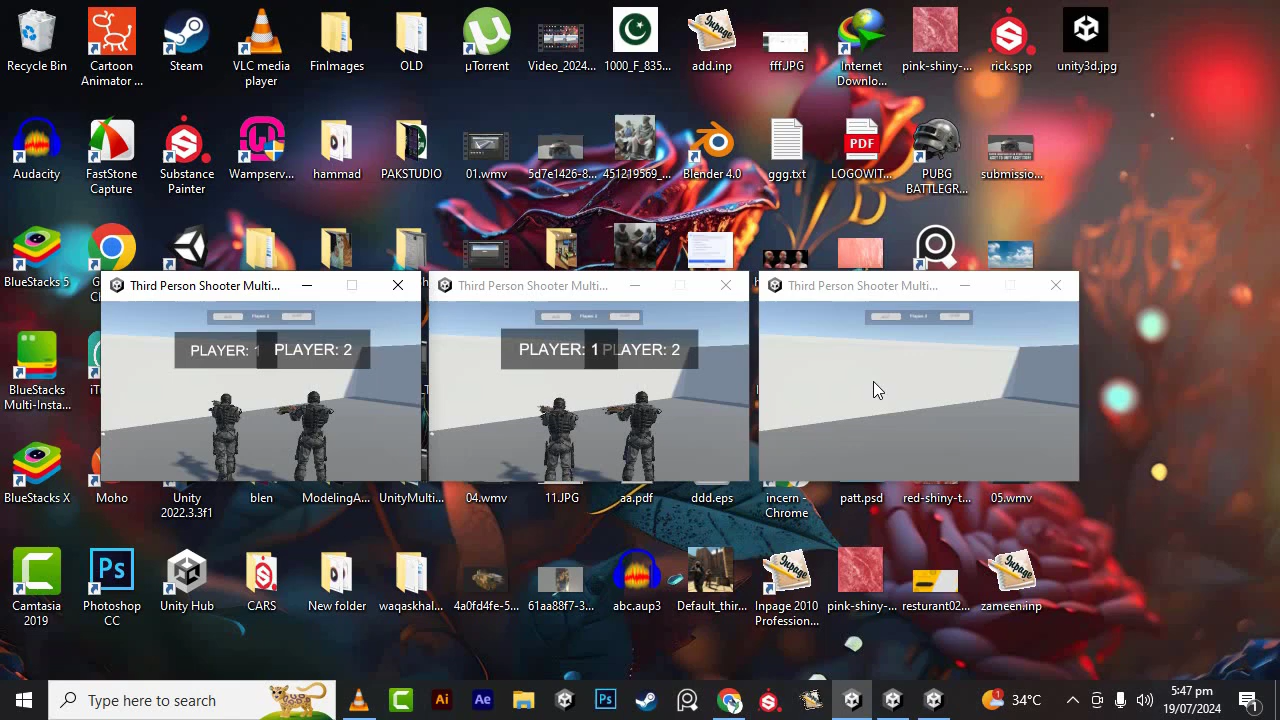 Recycle Bin
Cartoon
Animator ...
Steam
VLC media
player
FinImages
OLD
µTorrent
Video_2024...
1000_F_835...
add.inp
fff.JPG
Internet
Downlo...
pink-shiny-...
rick.spp
unity3d.jpg
Audacity
FastStone
Capture
Substance
Painter
Wampserv...
hammad
PAKSTUDIO
01.wmv
5d7e1426-8...
451219569_...
Blender 4.0
ggg.txt
PDF
LOGOWIT...
PUBG
BATTLEGR...
submissio...
BlueStacks 5
Third Person Shooter Multi...
Third Person Shooter Multi...
Third Person Shooter Multi...
PLAYER: 1
PLAYER: 2
PLAYER: 1
PLAYER: 2
BlueStacks
Multi-Insta...
BlueStacks X
Moho
Unity
2022.3.3f1
blen
ModelingA...
UnityMulti...
04.wmv
11.JPG
aa.pdf
ddd.eps
incern -
Chrome
patt.psd
red-shiny-t...
05.wmv
Camtasia
2019
Photoshop
CC
Unity Hub
CARS
New folder
waqaskhal...
4a0fd4fe-5...
61aa88f7-3...
abc.aup3
Default_thir...
Inpage 2010
Profession...
pink-shiny-...
resturant02...
zameen.inp
Type here to search
34°C
5:47 pm
19/07/2024